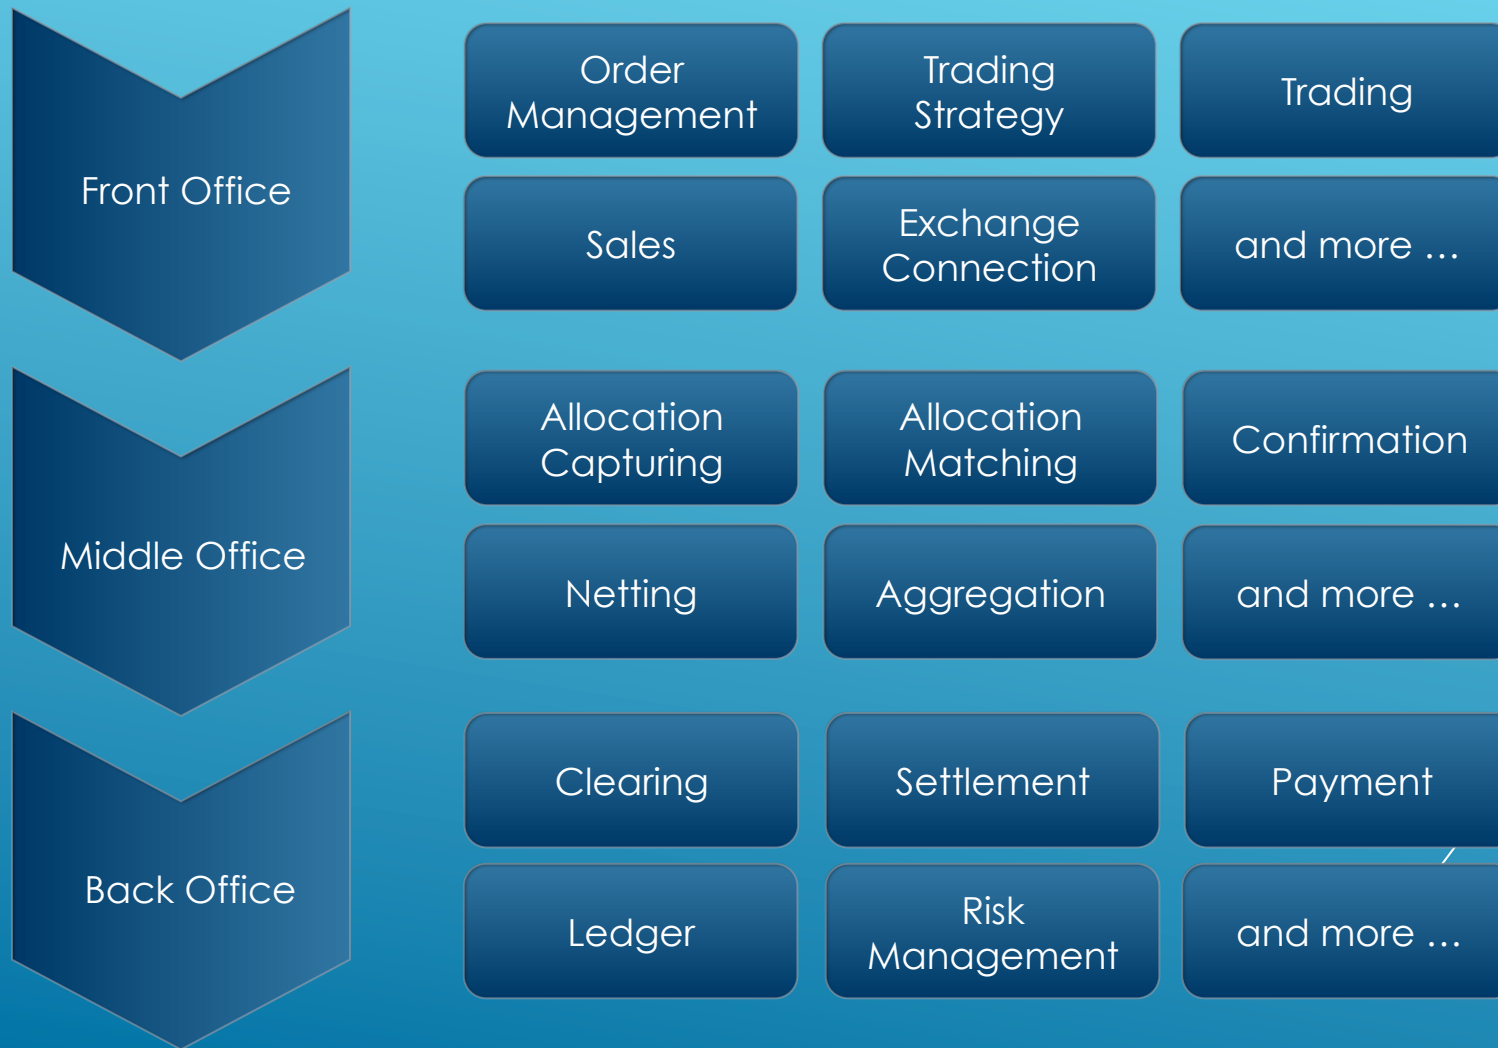 Front Office
Order
Management
Trading
Strategy
Trading
Sales
Exchange
Connection
and more ...
Middle Office
Allocation
Capturing
Allocation
Matching
Confirmation
Netting
Aggregation
and more ...
Back Office
Clearing
Settlement
Payment
Ledger
Risk
Management
and more ...